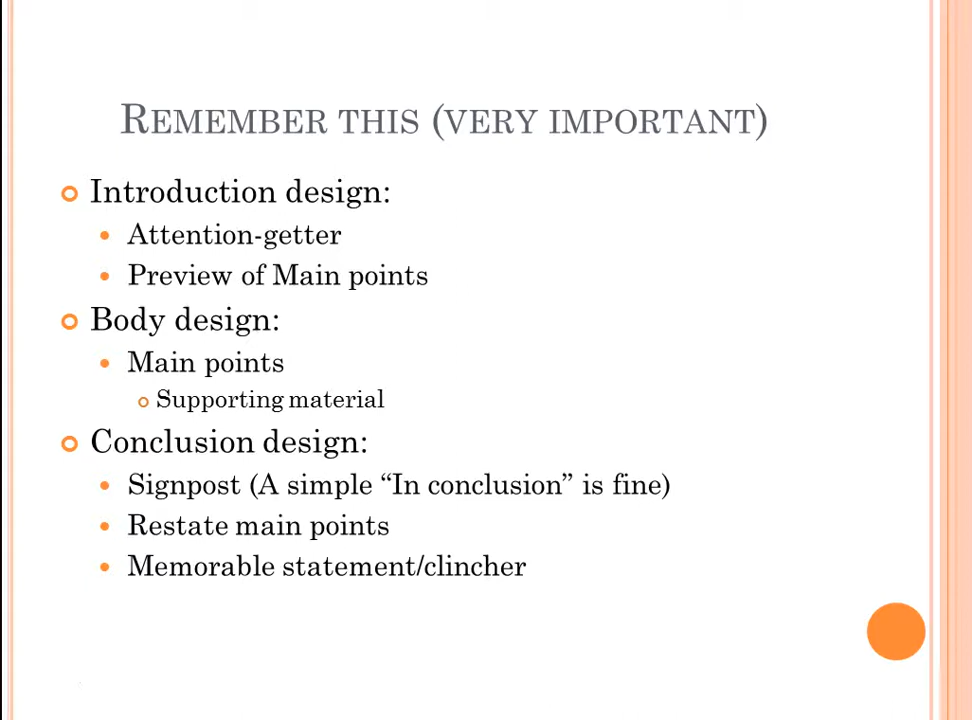 REMEMBER THIS (VERY IMPORTANT)
Introduction design:
Attention-getter
Preview of Main points
Body design:
Main points
Supporting material
Conclusion design:
Signpost (A simple “In conclusion” is fine)
Restate main points
Memorable statement/clincher